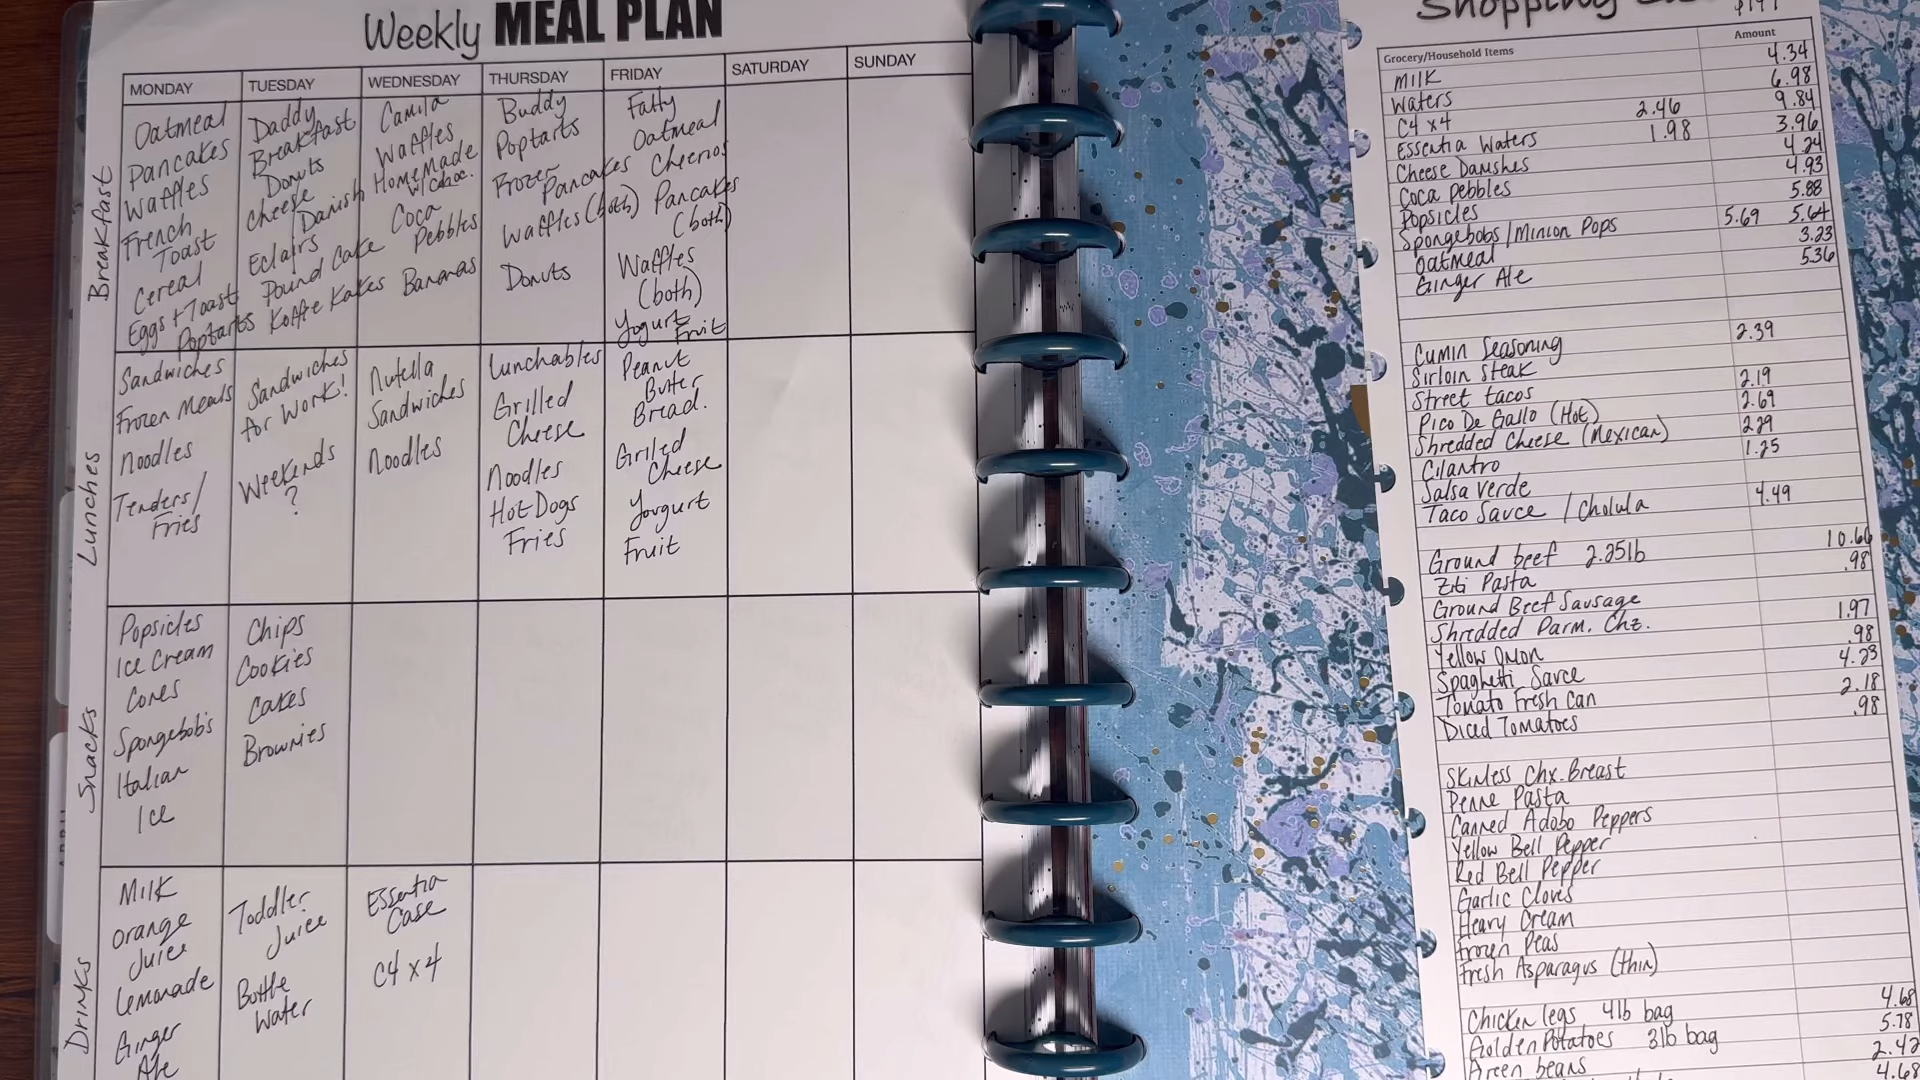 Weekly MEAL PLAN
MONDAY TUESDAY WEDNESDAY THURSDAY FRIDAY SATURDAY SUNDAY
Breakfast
Oatmeal
Pancakes
Waffles
French
Toast
Cereal
Eggs + Toast
Poptarts
Daddy
Breakfast
Donuts
Cheese
Danish
Eclairs
Pound Cake
Koffee Kakes
Camila
Waffles
HomeMade
w/choc.
Coca
Pebbles
Bananas
Buddy
Poptarts
Frozen
Pancakes
Waffles (both)
Donuts
Fatty
Oatmeal
Cheerios
Pancakes
(both)
Waffles
(both)
Yogurt
Fruit
Lunches
Sandwiches
Frozen Meals
Noodles
Tenders/
Fries
Sandwiches
for Work!
Weekends
?
Nutella
Sandwiches
Noodles
Lunchables
Grilled
Cheese
Noodles
Hot Dogs
Fries
Peanut
Butter
Bread.
Grilled
Cheese
Yourgurt
Fruit
Snacks
Popsicles
Ice Cream
Cones
Spongebob's
Italian
Ice
Chips
Cookies
Cakes
Brownies
Drinks
Milk
Orange
Juice
Lemonade
Ginger
Ale
Toddler
Juice
Bottle
Water
Essentia
Case
C4 x 4
Shopping
Grocery/Household Items Amount
Milk 4.34
Waters 6.98
C4 x4 2.46 9.84
Essentia Waters 1.98 3.96
Cheese Danishes 4.24
Coca Pebbles 4.93
Popsicles 5.88
Spongebobs/Minion Pops 5.69 5.64
Oatmeal 3.23
Ginger Ale 5.36
Cumin Seasoning 2.39
Sirloin Steak
Street tacos 2.19
Pico De Gallo (Hot) 2.69
Shredded Cheese (Mexican) 2.29
Cilantro 1.25
Salsa Verde
Taco Sauce / Cholula 4.49
Ground beef 2.25lb 10.66
Ziti Pasta .98
Ground Beef Sausage
Shredded Parm. Chz. 1.97
Yellow Onion .98
Spaghetti Sauce 4.23
Tomato Fresh Can 2.18
Diced Tomatoes .98
Skinless Chx. Breast
Penne Pasta
Canned Adobo Peppers
Yellow Bell Pepper
Red Bell Pepper
Garlic Cloves
Heavy Cream
Frozen Peas
Fresh Asparagus (thin)
Chicken legs 4lb bag 4.68
Golden Potatoes 3lb bag 5.78
Green beans 2.42
4.68